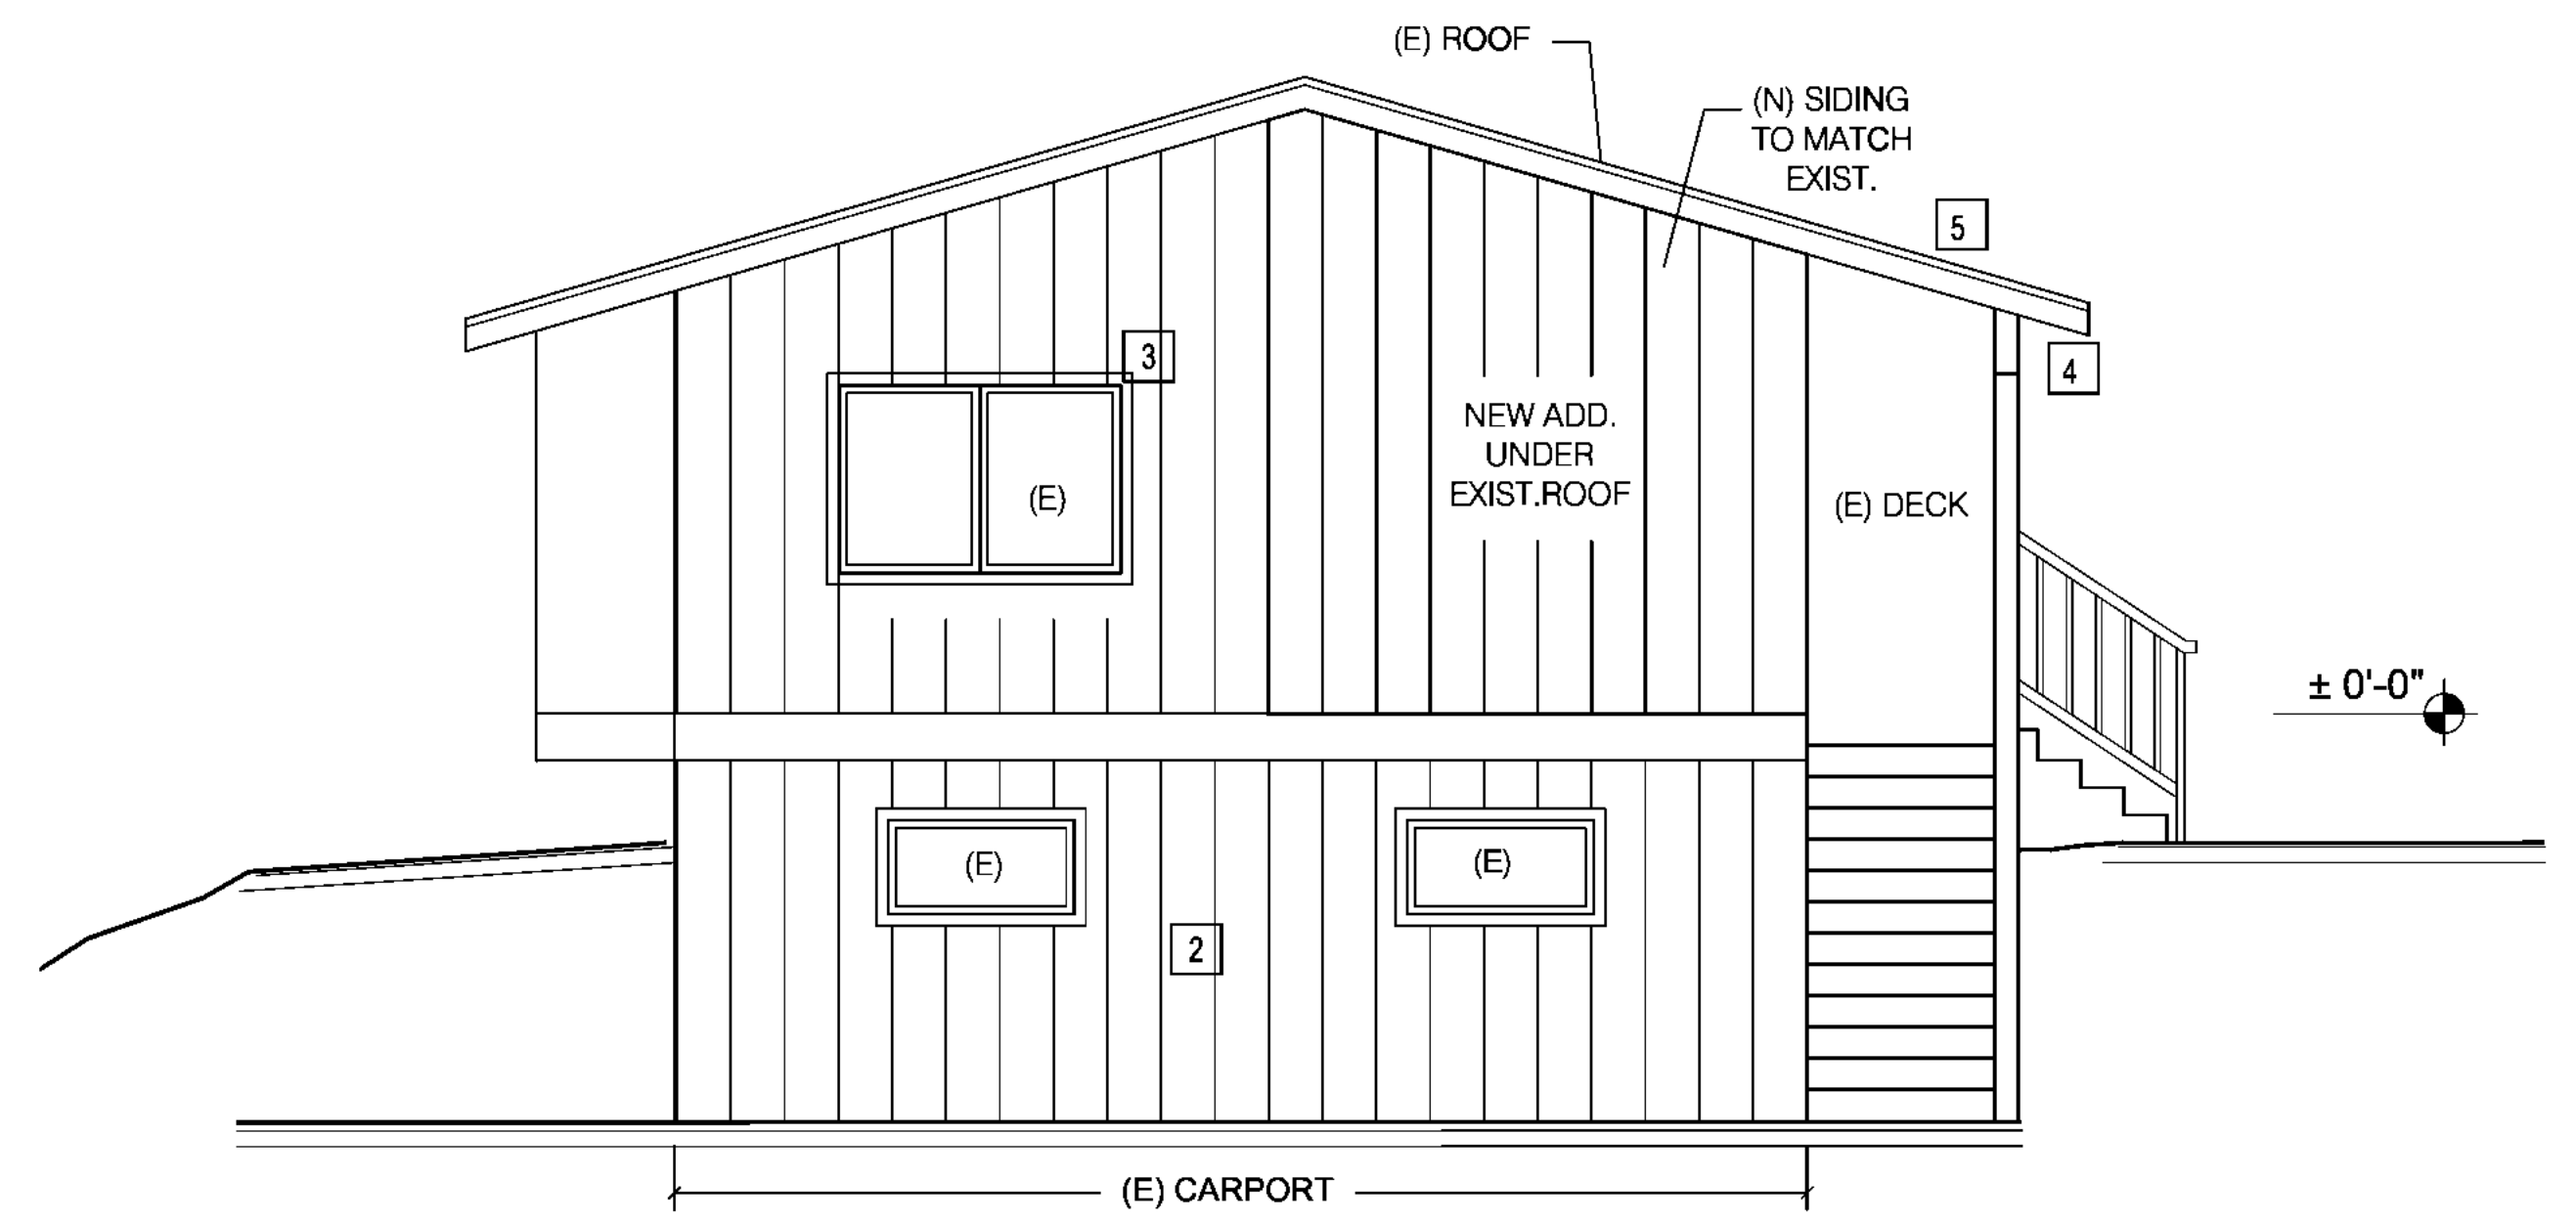 (E) ROOF
(N) SIDING
TO MATCH
EXIST.
5
3
4
NEW ADD.
UNDER
EXIST.ROOF
(E)
(E) DECK
± 0'-0"
(E)
(E)
2
(E) CARPORT